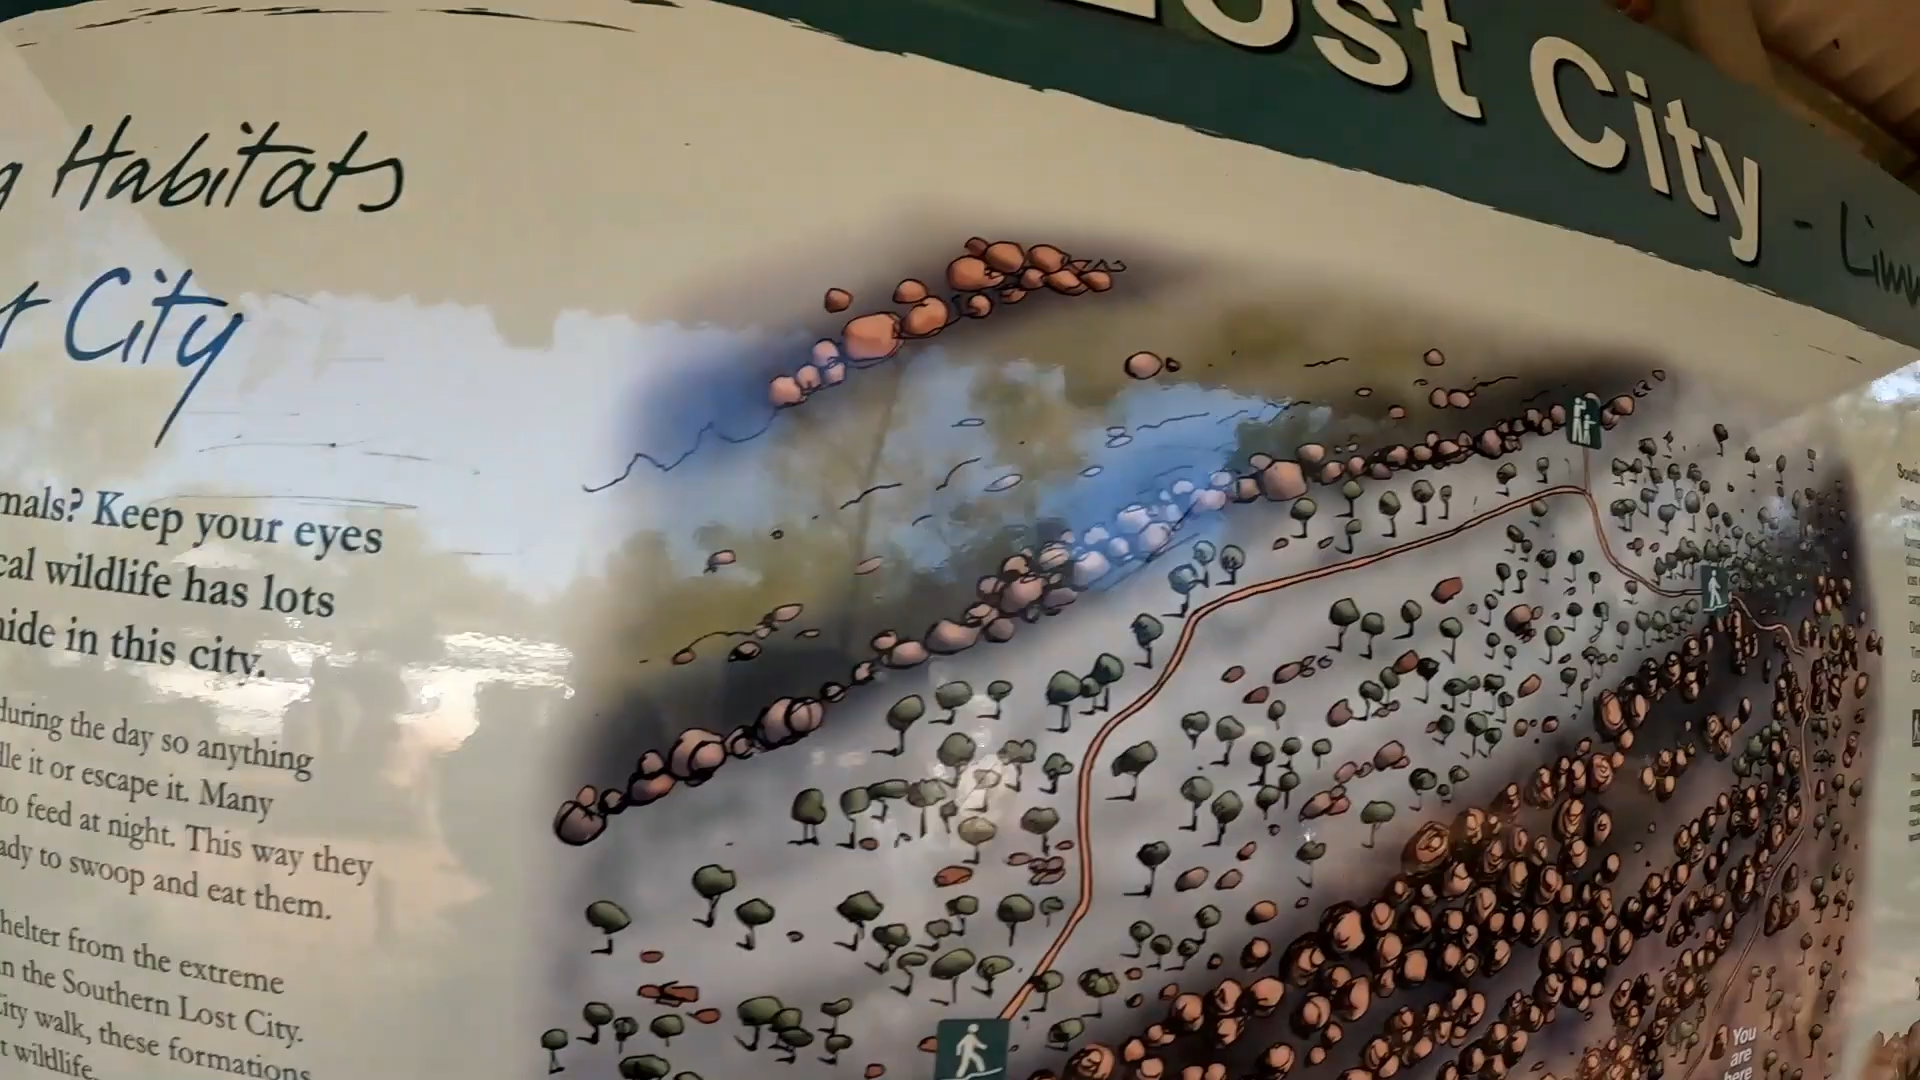 Lost City - Lim
Habitats
t City
mals? Keep your eyes
cal wildlife has lots
hide in this city.
during the day so anything
dle it or escape it. Many
to feed at night. This way they
ady to swoop and eat them.
helter from the extreme
n the Southern Lost City.
City walk, these formations
t wildlife.
You
are
here